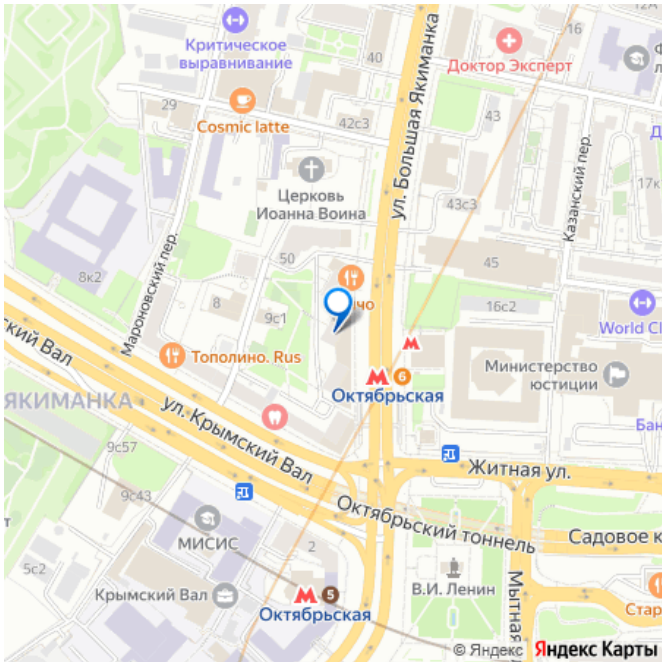 12А
16
40
Критическое
выравнивание
Доктор Эксперт
29
Cosmic latte
42с3
43
ул. Большая Якиманка
Казанский пер.
17к
Церковь
Иоанна Воина
43с3
Мароновский пер.
50
45
8к2
8
9с1
чо
16с2
World Cl
Тополино. Rus
Министерство
юстиции
6
Октябрьская
ский Вал
ЯКИМАНКА
ул. Крымский Вал
Бан
9с57
Житная ул.
9с43
Октябрьский тоннель
Садовое к
МИСИС
2
5с2
Крымский Вал
5
Октябрьская
В.И. Ленин
Мытная
Стар
© Яндекс
Яндекс Карты